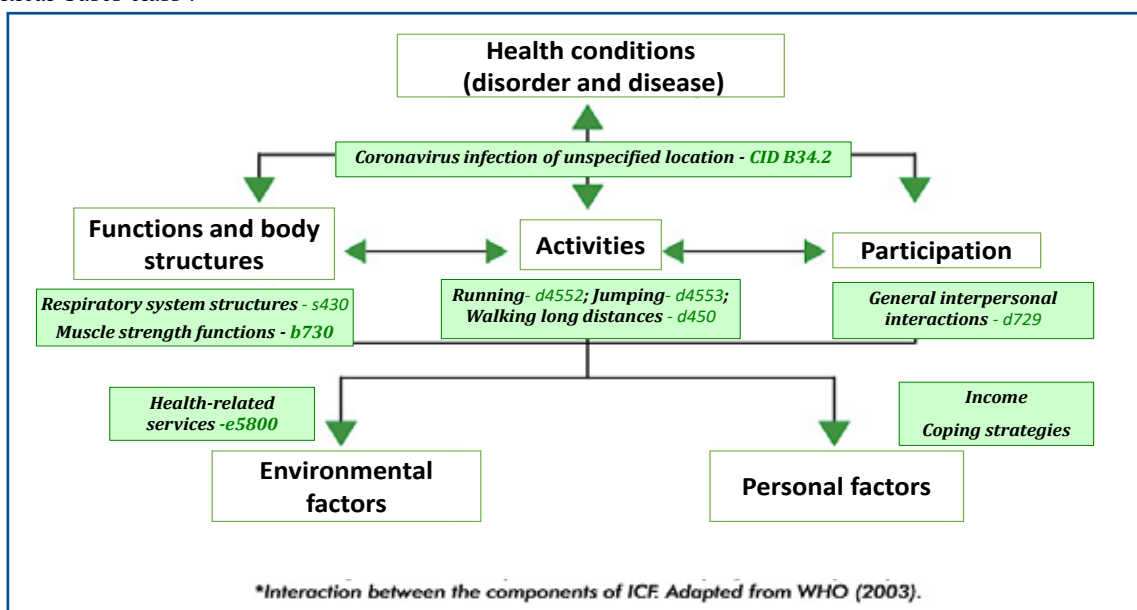 Health conditions
(disorder and disease)
Coronavirus infection of unspecified location - CID B34.2
Functions and body
structures
Activities
Participation
Respiratory system structures - s430
Muscle strength functions - b730
Running- d4552; Jumping- d4553;
Walking long distances - d450
General interpersonal
interactions - d729
Health-related
services -e5800
Income
Coping strategies
Environmental
factors
Personal factors
*Interaction between the components of ICF. Adapted from WHO (2003).